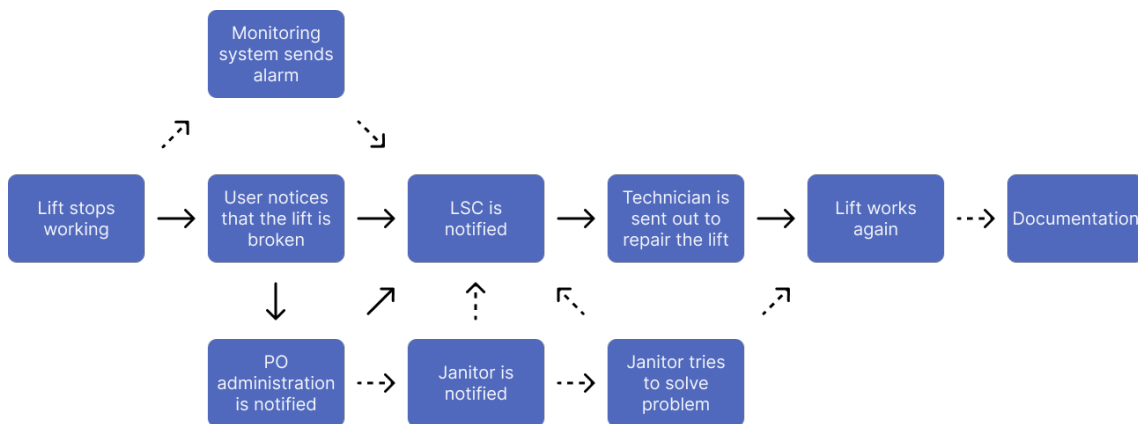 Monitoring
system sends
alarm
Lift stops
working
User notices
that the lift is
broken
LSC is
notified
Technician is
sent out to
repair the lift
Lift works
again
Documentation
PO
administration
is notified
Janitor is
notified
Janitor tries
to solve
problem